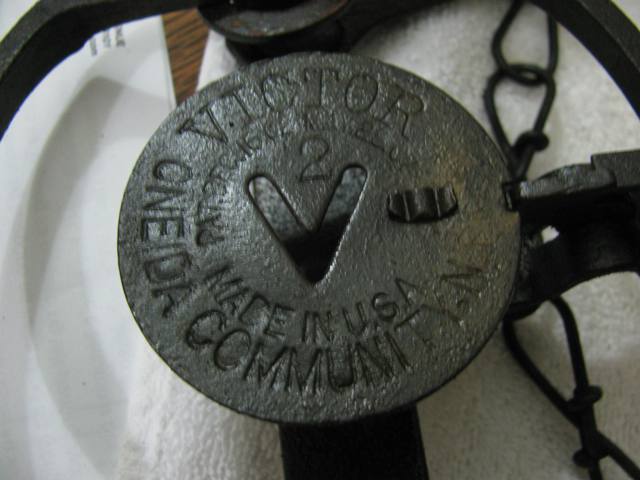 VICTOR
2
MADE IN U.S.A
ONEIDA COMMUNITY-N